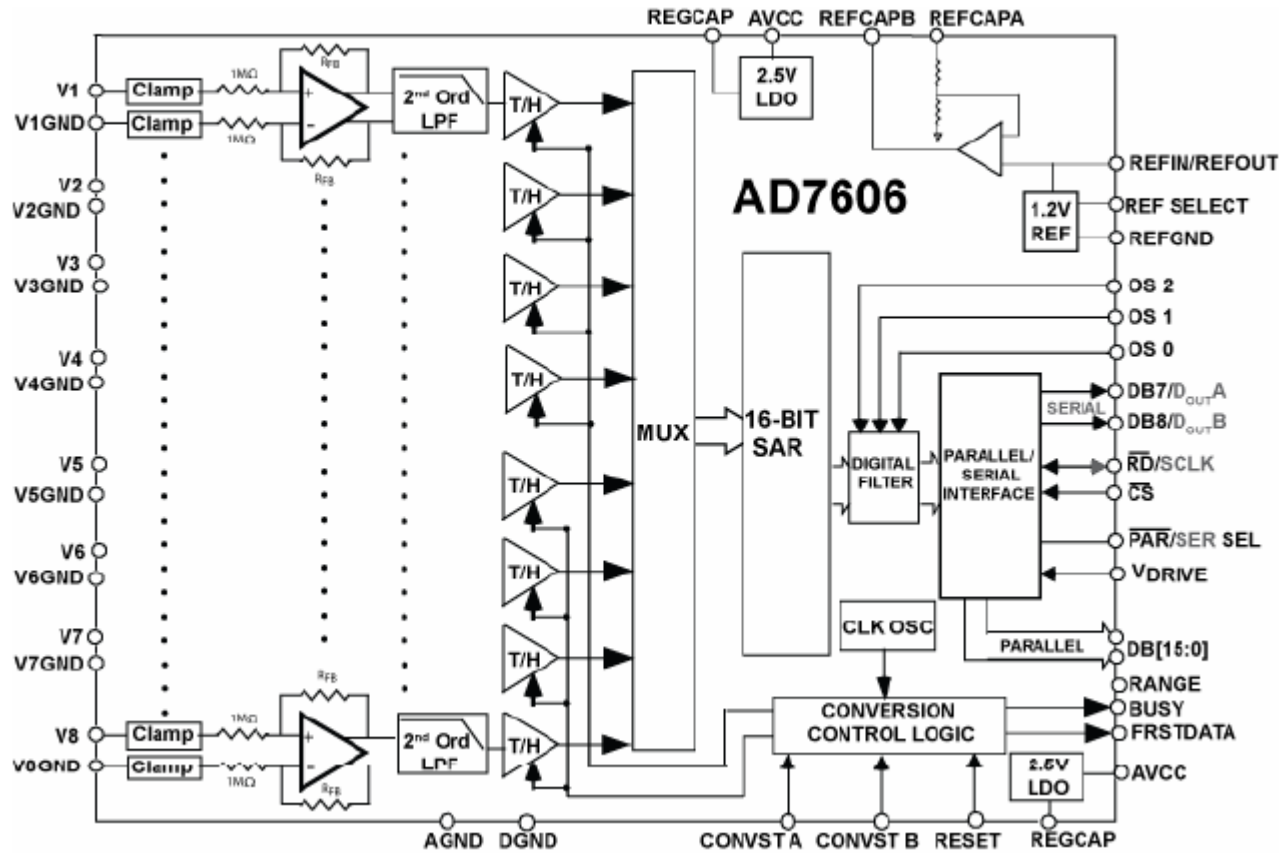 REGCAP AVCC REFCAPB REFCAPA
V1
Clamp
1MΩ
RFB
+
−
2nd Ord
LPF
T/H
2.5V
LDO
V1GND
Clamp
1MΩ
RFB
V2
V2GND
T/H
AD7606
REFIN/REFOUT
1.2V
REF
REF SELECT
REFGND
V3
V3GND
T/H
OS 2
OS 1
OS 0
V4
V4GND
T/H
MUX
16-BIT
SAR
DIGITAL
FILTER
PARALLEL/
SERIAL
INTERFACE
DB7/DOUTA
SERIAL
DB8/DOUTB
RD/SCLK
CS
PAR/SER SEL
VDRIVE
V5
V5GND
T/H
V6
V6GND
T/H
CLK OSC
PARALLEL
DB[15:0]
V7
V7GND
T/H
RANGE
BUSY
FRSTDATA
CONVERSION
CONTROL LOGIC
V8
Clamp
1MΩ
RFB
+
−
2nd Ord
LPF
T/H
V0GND
Clamp
1MΩ
RFB
2.5V
LDO
AVCC
AGND DGND CONVST A CONVST B RESET REGCAP